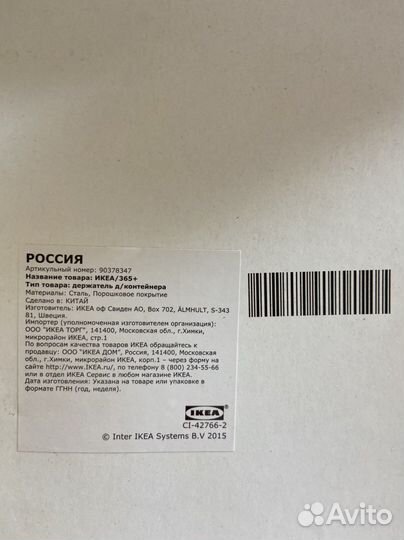 РОССИЯ
Артикульный номер: 90378347
Название товара: ИКЕА/365+
Тип товара: держатель д/контейнера
Материалы: Сталь, Порошковое покрытие
Сделано в: КИТАЙ
Изготовитель: ИКЕА оф Свиден АО, Box 702, ÄLMHULT, S-343
81, Швеция.
Импортер (уполномоченная изготовителем организация):
ООО "ИКЕА ТОРГ", 141400, Московская обл., г.Химки,
микрорайон ИКЕА, стр.1
По вопросам качества товаров ИКЕА обращаться к
продавцу: ООО "ИКЕА ДОМ", Россия, 141400, Московская
обл., г.Химки, микрорайон ИКЕА, корп.1 – через форму на
сайте http://www.IKEA.ru/, по телефону 8 (800) 234-55-66
или в отдел ИКЕА Сервис в любом магазине ИКЕА.
Дата изготовления: Указана на товаре или упаковке в
формате ГГНН (год, неделя).
IKEA
CI-42766-2
© Inter IKEA Systems B.V 2015
Avito